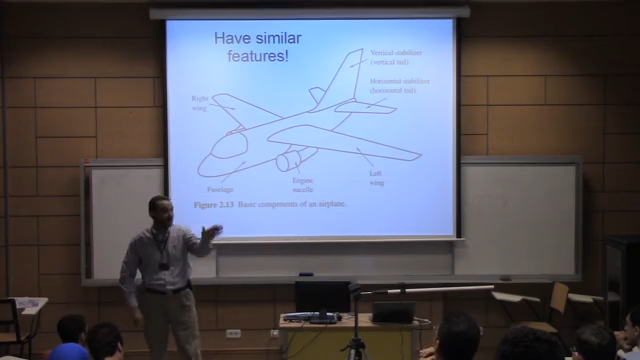 Have similar
features!
Vertical stabilizer
(vertical tail)
Horizontal stabilizer
(horizontal tail)
Right
wing
Fuselage
Engine
nacelle
Left
wing
Figure 2.13 Basic components of an airplane.